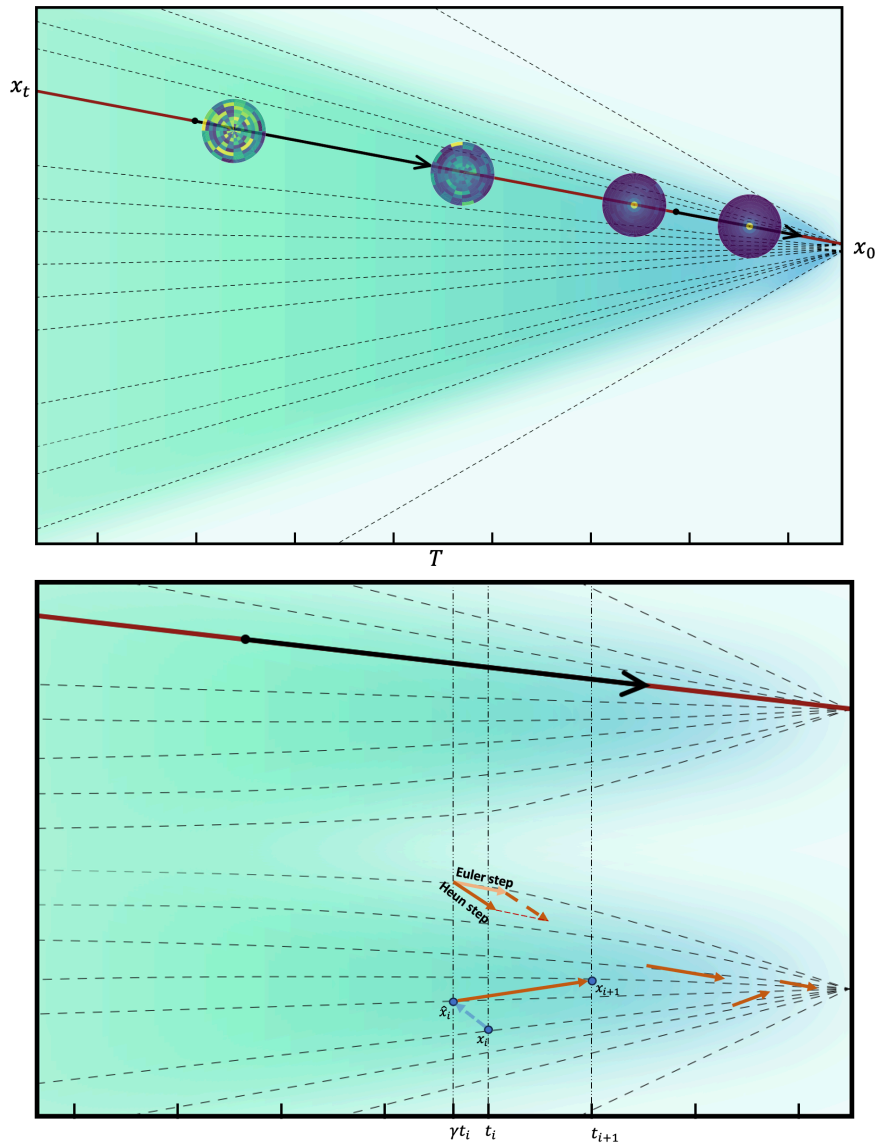 x_t
x_0
T
Euler step
Heun step
x̂_i
x_i
x_{i+1}
γt_i
t_i
t_{i+1}